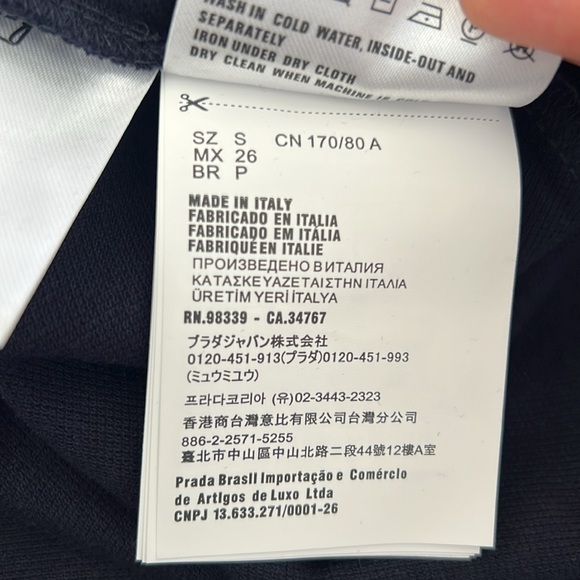 WASH IN COLD WATER, INSIDE-OUT AND
SEPARATELY
IRON UNDER DRY CLOTH
DRY CLEAN WHEN MACHINE IS
SZ S CN 170/80 A
MX 26
BR P
MADE IN ITALY
FABRICADO EN ITALIA
FABRICADO EM ITÁLIA
FABRIQUÉ EN ITALIE
ПРОИЗВЕДЕНО В ИТАЛИЯ
ΚΑΤΑΣΚΕΥΑΖΕΤΑΙ ΣΤΗΝ ΙΤΑΛΙΑ
ÜRETİM YERİ İTALYA
RN.98339 - CA.34767
プラダジャパン株式会社
0120-451-913(プラダ)0120-451-993
(ミュウミュウ)
프라다코리아 (유)02-3443-2323
香港商台灣意比有限公司台灣分公司
886-2-2571-5255
臺北市中山區中山北路二段44號12樓A室
Prada Brasil Importação e Comércio
de Artigos de Luxo Ltda
CNPJ 13.633.271/0001-26